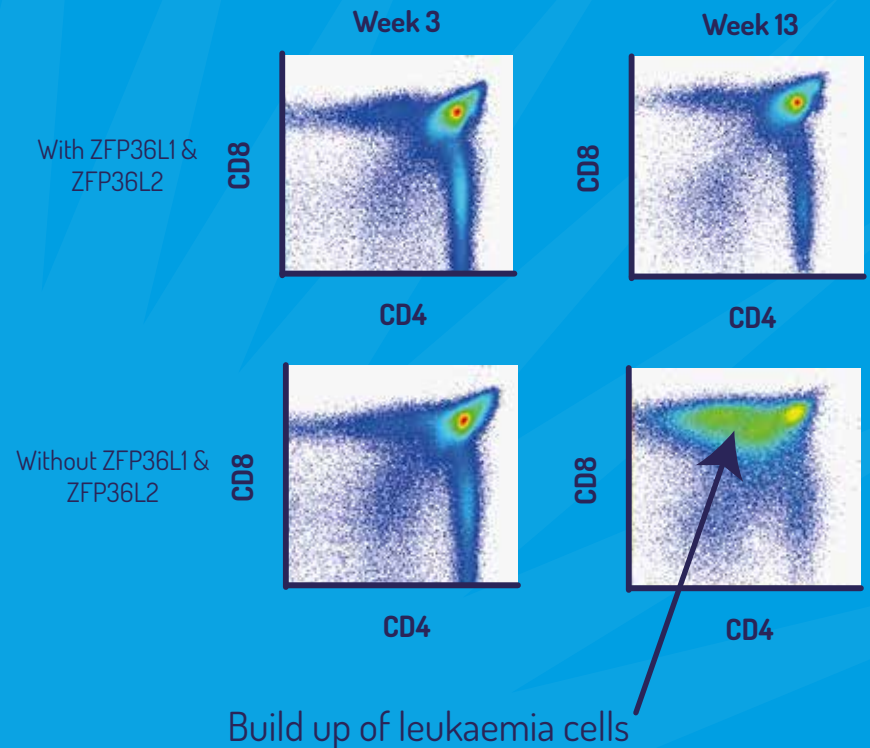 Week 3
Week 13
With ZFP36L1 &
ZFP36L2
CD8
CD8
CD4
CD4
Without ZFP36L1 &
ZFP36L2
CD8
CD8
CD4
CD4
Build up of leukaemia cells